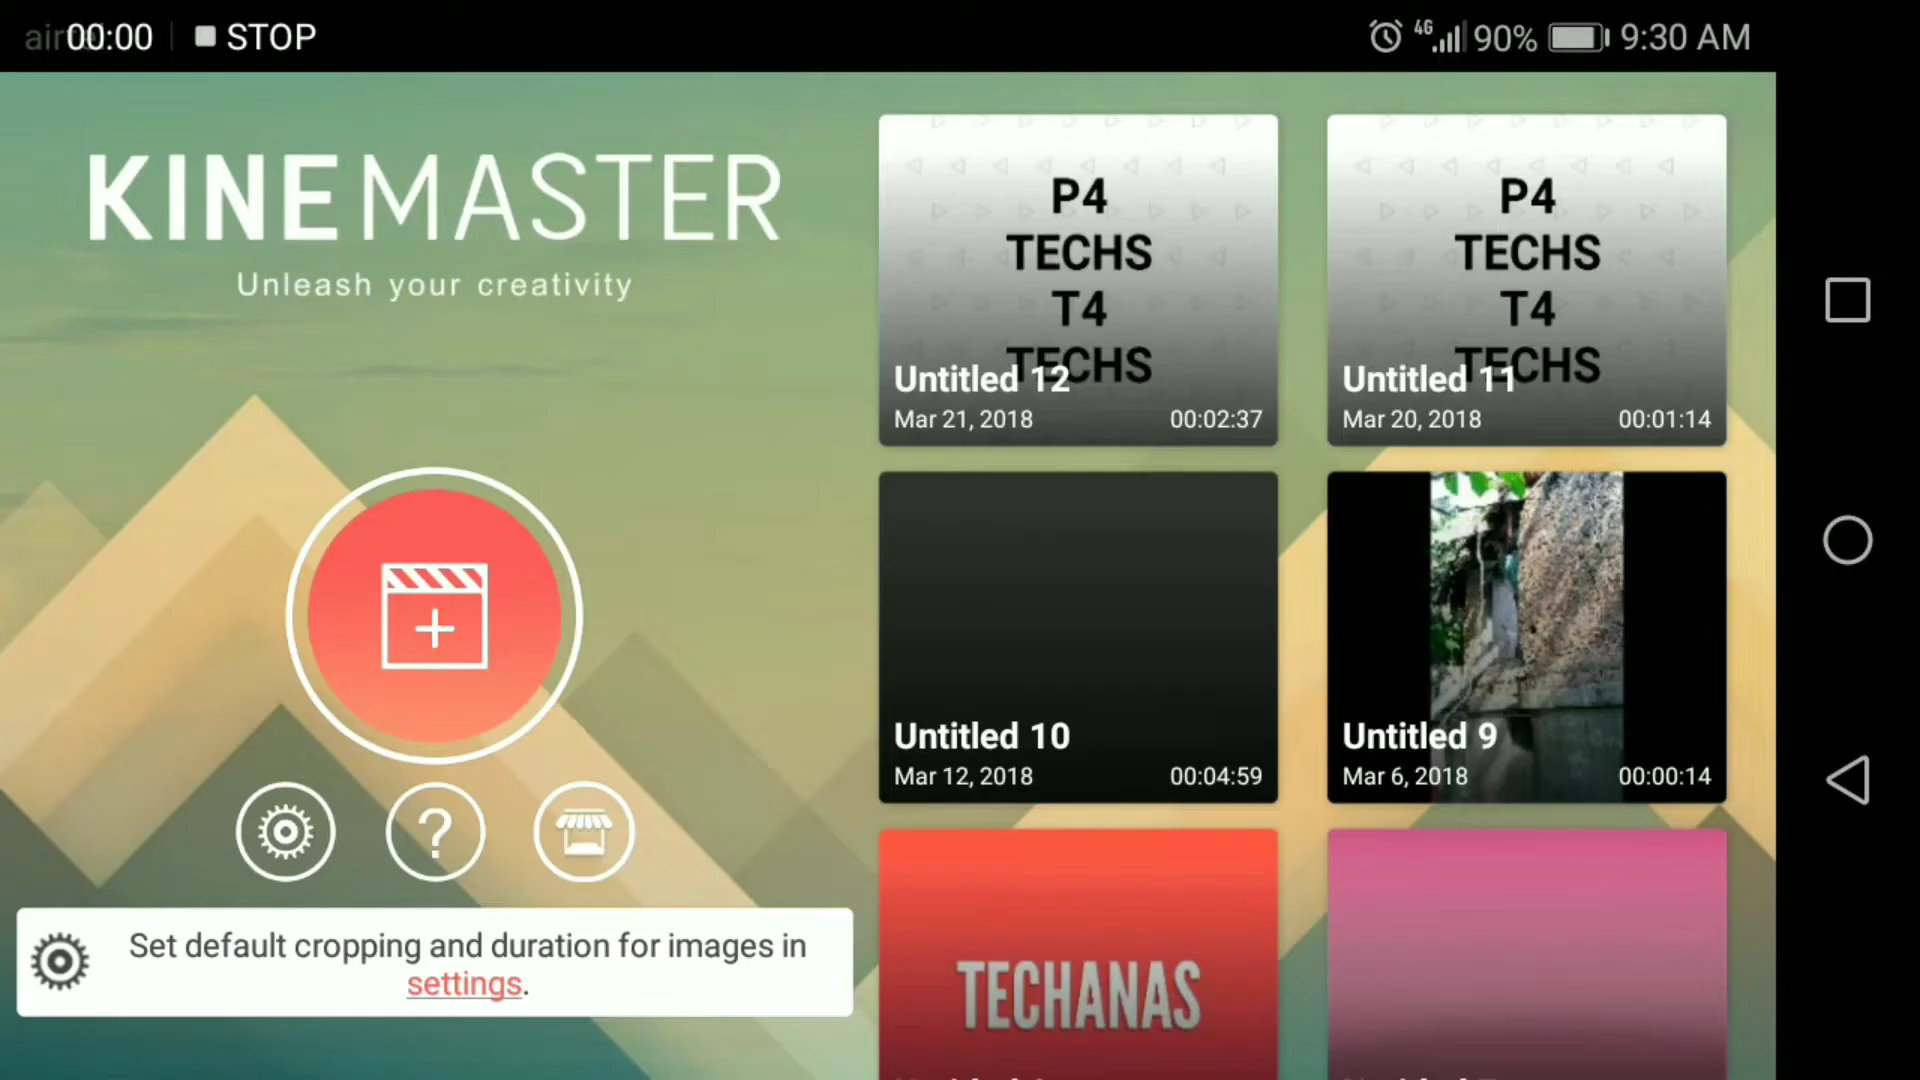 00:00 STOP
4G 90% 9:30 AM
KINEMASTER
Unleash your creativity
Set default cropping and duration for images in
settings.
P4
TECHS
T4
TECHS
Untitled 12
Mar 21, 2018 00:02:37
P4
TECHS
T4
TECHS
Untitled 11
Mar 20, 2018 00:01:14
Untitled 10
Mar 12, 2018 00:04:59
Untitled 9
Mar 6, 2018 00:00:14
TECHANAS